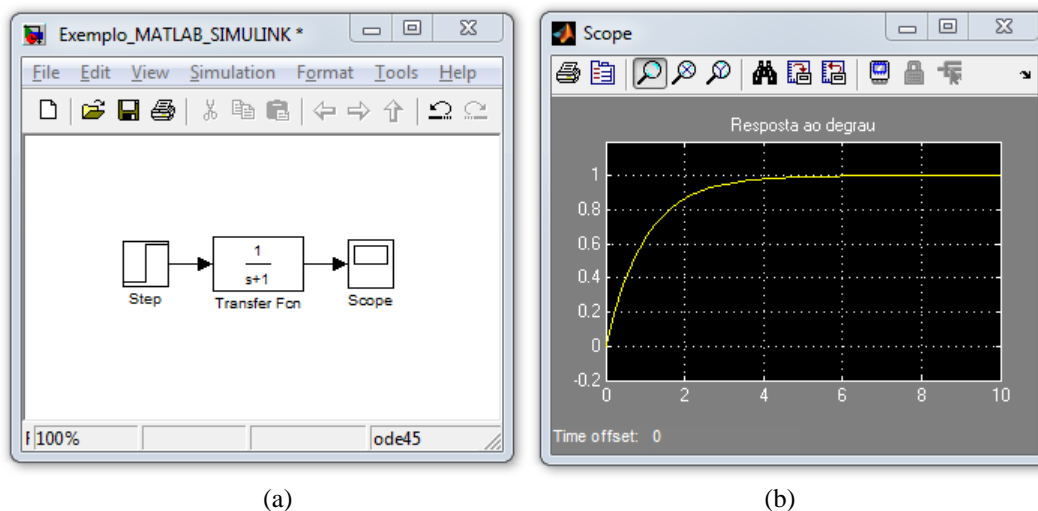 Exemplo_MATLAB_SIMULINK *
File Edit View Simulation Format Tools Help
1
s+1
Step
Transfer Fcn
Scope
100%
ode45
(a)
Scope
Resposta ao degrau
1
0.8
0.6
0.4
0.2
0
-0.2
0 2 4 6 8 10
Time offset: 0
(b)